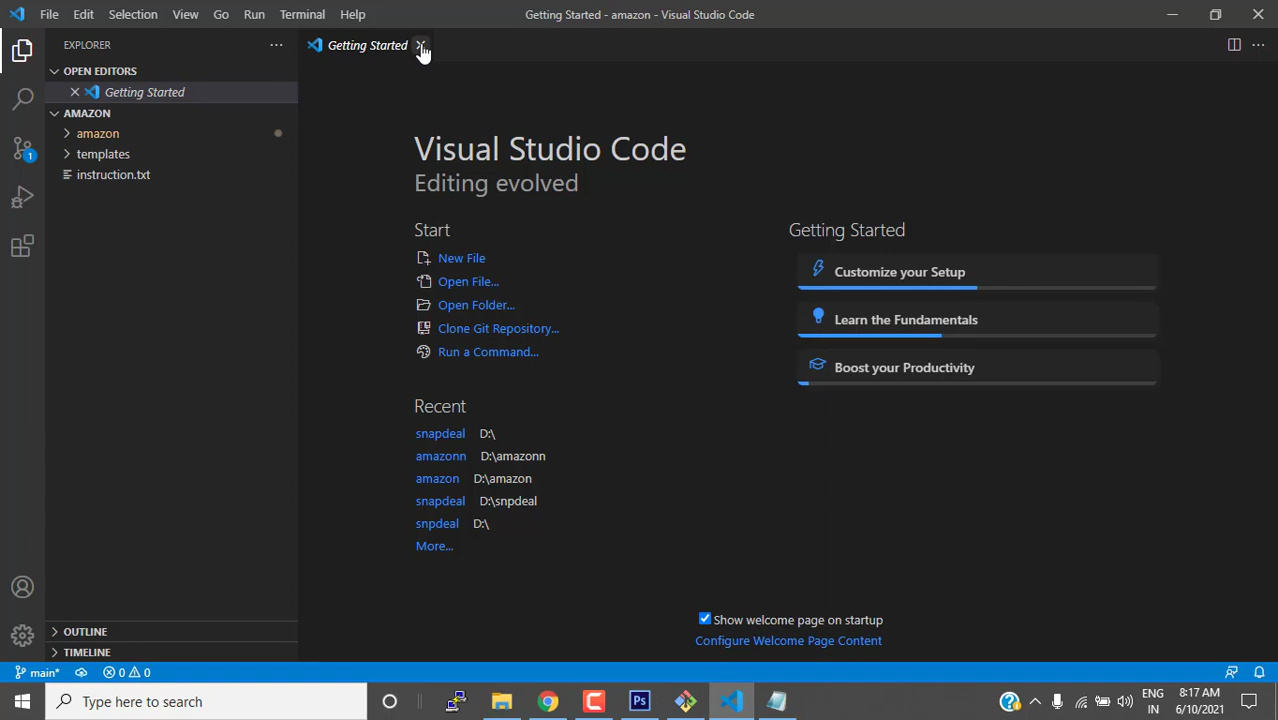 File Edit Selection View Go Run Terminal Help
Getting Started - amazon - Visual Studio Code
EXPLORER
Getting Started
OPEN EDITORS
Getting Started
AMAZON
amazon
templates
instruction.txt
Visual Studio Code
Editing evolved
Start
New File
Open File...
Open Folder...
Clone Git Repository...
Run a Command...
Getting Started
Customize your Setup
Learn the Fundamentals
Boost your Productivity
Recent
snapdeal D:\
amazonn D:\amazonn
amazon D:\amazon
snapdeal D:\snpdeal
snpdeal D:\
More...
Show welcome page on startup
Configure Welcome Page Content
1
OUTLINE
TIMELINE
main* 0 0
Type here to search
Ps
ENG
IN
8:17 AM
6/10/2021